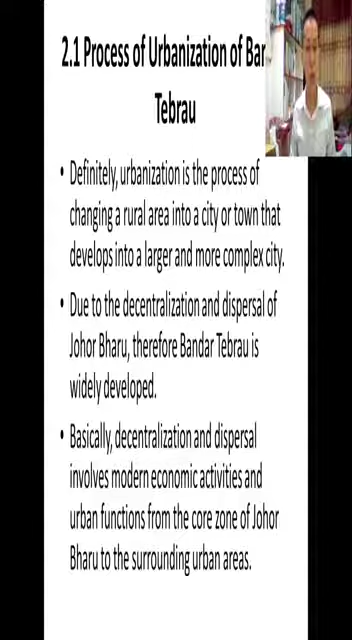 2.1 Process of Urbanization of Ban
Tebrau
• Definitely, urbanization is the process of
changing a rural area into a city or town that
develops into a larger and more complex city.
• Due to the decentralization and dispersal of
Johor Bharu, therefore Bandar Tebrau is
widely developed.
• Basically, decentralization and dispersal
involves modern economic activities and
urban functions from the core zone of Johor
Bharu to the surrounding urban areas.